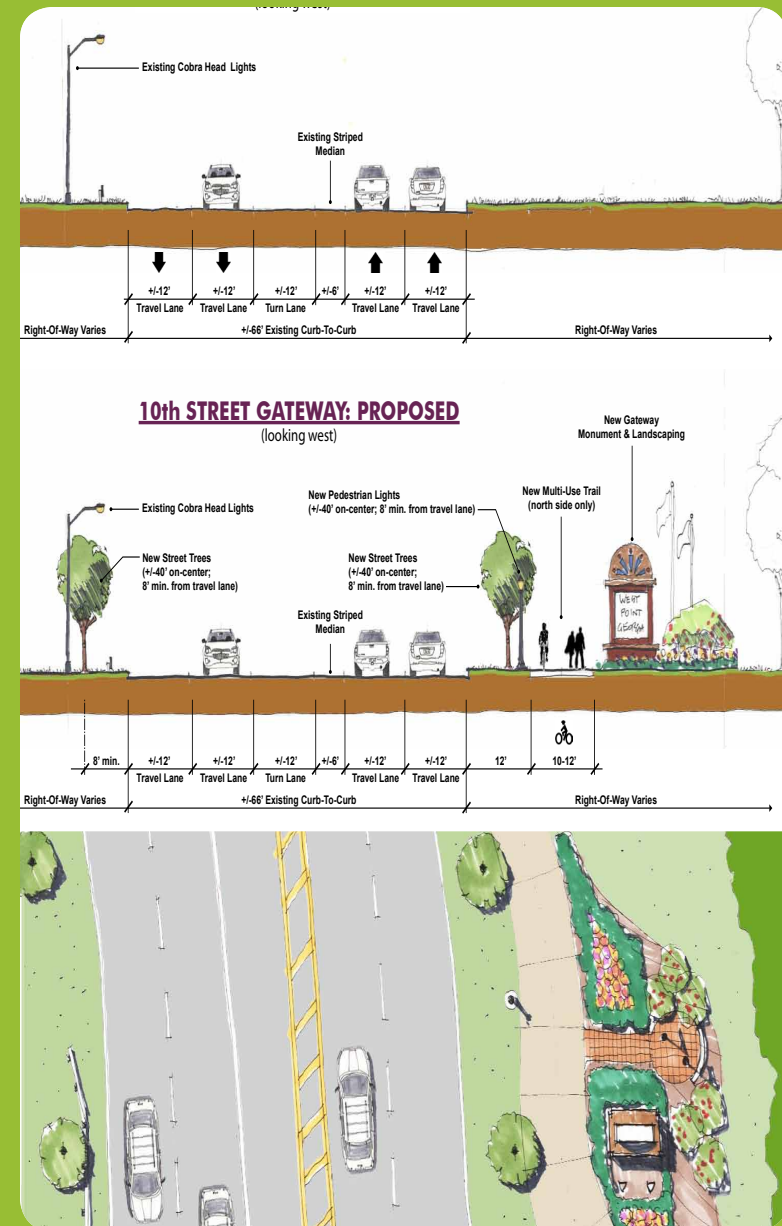 (looking west)
Existing Cobra Head Lights
Existing Striped
Median
+/-12'
+/-12'
+/-12'
+/-6'
+/-12'
+/-12'
Travel Lane
Travel Lane
Turn Lane
Travel Lane
Travel Lane
Right-Of-Way Varies
+/-66' Existing Curb-To-Curb
Right-Of-Way Varies
10th STREET GATEWAY: PROPOSED
(looking west)
New Gateway
Monument & Landscaping
Existing Cobra Head Lights
New Pedestrian Lights
(+/-40' on-center; 8' min. from travel lane)
New Multi-Use Trail
(north side only)
New Street Trees
(+/-40' on-center;
8' min. from travel lane)
New Street Trees
(+/-40' on-center;
8' min. from travel lane)
Existing Striped
Median
WEST
POINT
GEORGIA
8' min.
+/-12'
+/-12'
+/-12'
+/-6'
+/-12'
+/-12'
12'
10-12'
Travel Lane
Travel Lane
Turn Lane
Travel Lane
Travel Lane
Right-Of-Way Varies
+/-66' Existing Curb-To-Curb
Right-Of-Way Varies